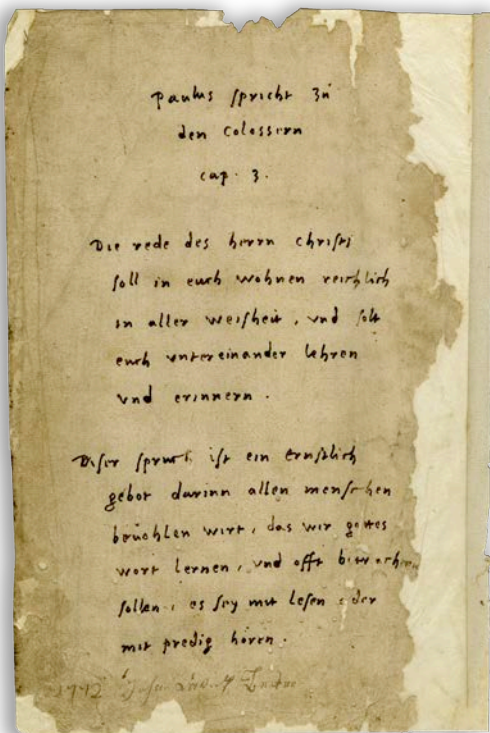 Paulus spricht zu
den Colossern
cap. 3.
Die rede des herrn christi
soll in euch wohnen reichlich
in aller weisheit, vnd solt
euch vntereinander lehren
vnd erinnern.
Diser spruch ist ein ernstlich
gebot darinn allen menschen
beuohlen wirt, das wir gottes
wort lernen, vnd offt betrachten
sollen, es sey mit lesen oder
mit predig hören.